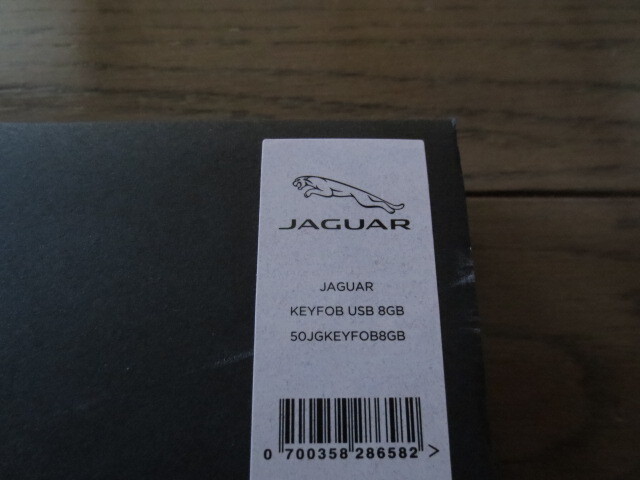 JAGUAR
JAGUAR
KEYFOB USB 8GB
50JGKEYFOB8GB
0 700358 286582 >